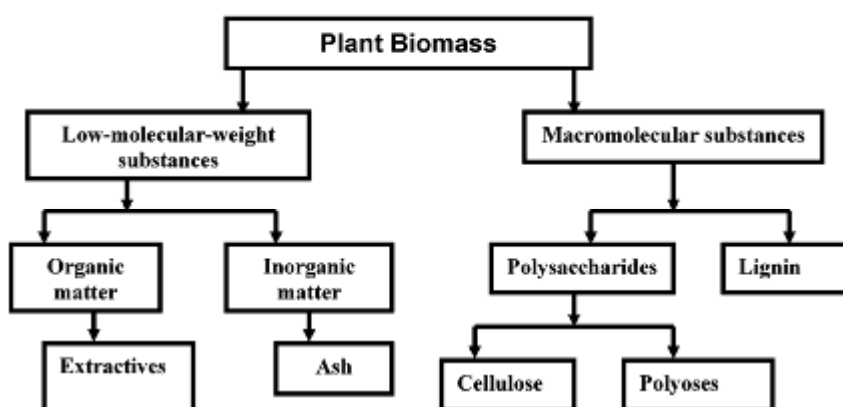 Plant Biomass
Low-molecular-weight
substances
Macromolecular substances
Organic
matter
Inorganic
matter
Polysaccharides
Lignin
Extractives
Ash
Cellulose
Polyoses